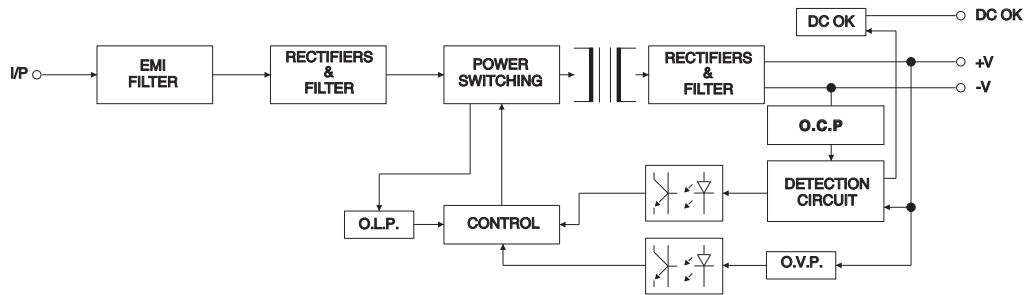 DC OK
DC OK
I/P
EMI
FILTER
RECTIFIERS
&
FILTER
POWER
SWITCHING
RECTIFIERS
&
FILTER
+V
-V
O.C.P
DETECTION
CIRCUIT
O.L.P.
CONTROL
O.V.P.